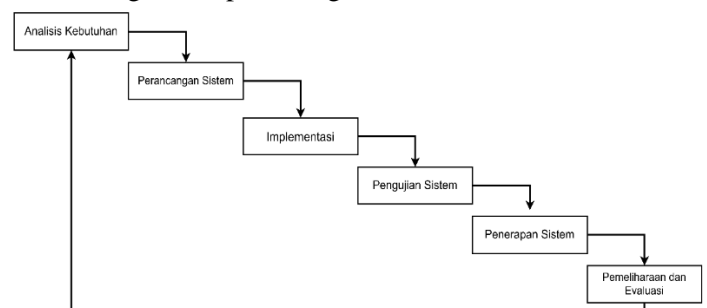 Analisis Kebutuhan
Perancangan Sistem
Implementasi
Pengujian Sistem
Penerapan Sistem
Pemeliharaan dan
Evaluasi